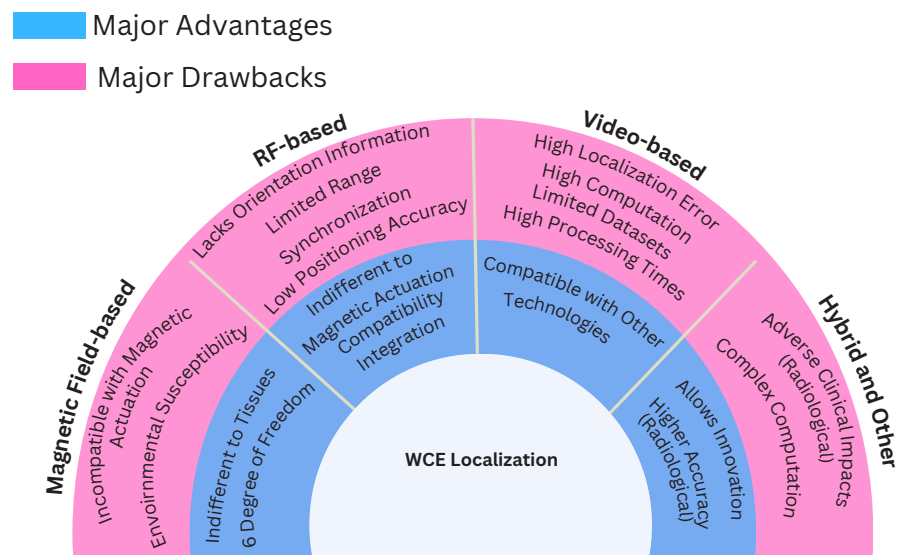 Major Advantages
Major Drawbacks
Magnetic Field-based
Incompatible with Magnetic
Actuation
Envoirnmental Susceptibility
Indifferent to Tissues
6 Degree of Freedom
RF-based
Lacks Orientation Information
Limited Range
Synchronization
Low Positioning Accuracy
Indifferent to
Magnetic Actuation
Compatibility
Integration
Video-based
High Localization Error
High Computation
Limited Datasets
High Processing Times
Compatible with Other
Technologies
Hybrid and Other
Adverse Clinical Impacts
(Radiological)
Complex Computation
Allows Innovation
Higher Accuracy
(Radiological)
WCE Localization